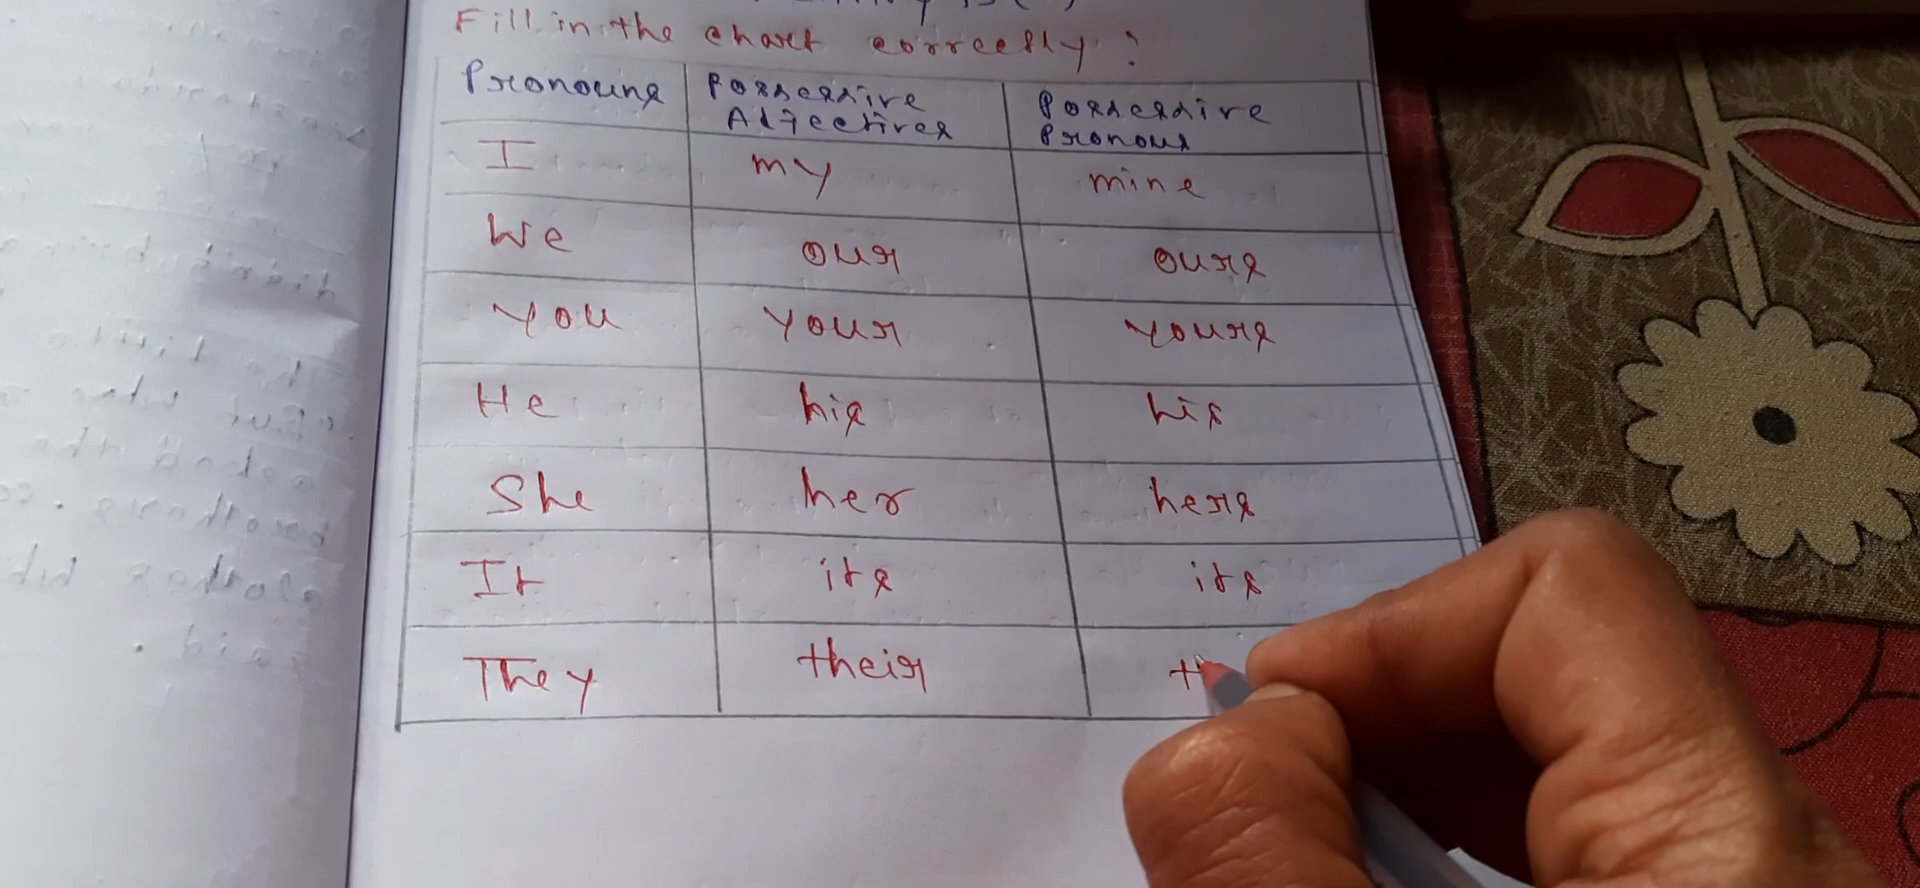 Fill in the chart correctly :
Pronouns Possessive Adjectives Possessive Pronous
I my mine
We our ours
You your yours
He his his
She her hers
It its its
They their t